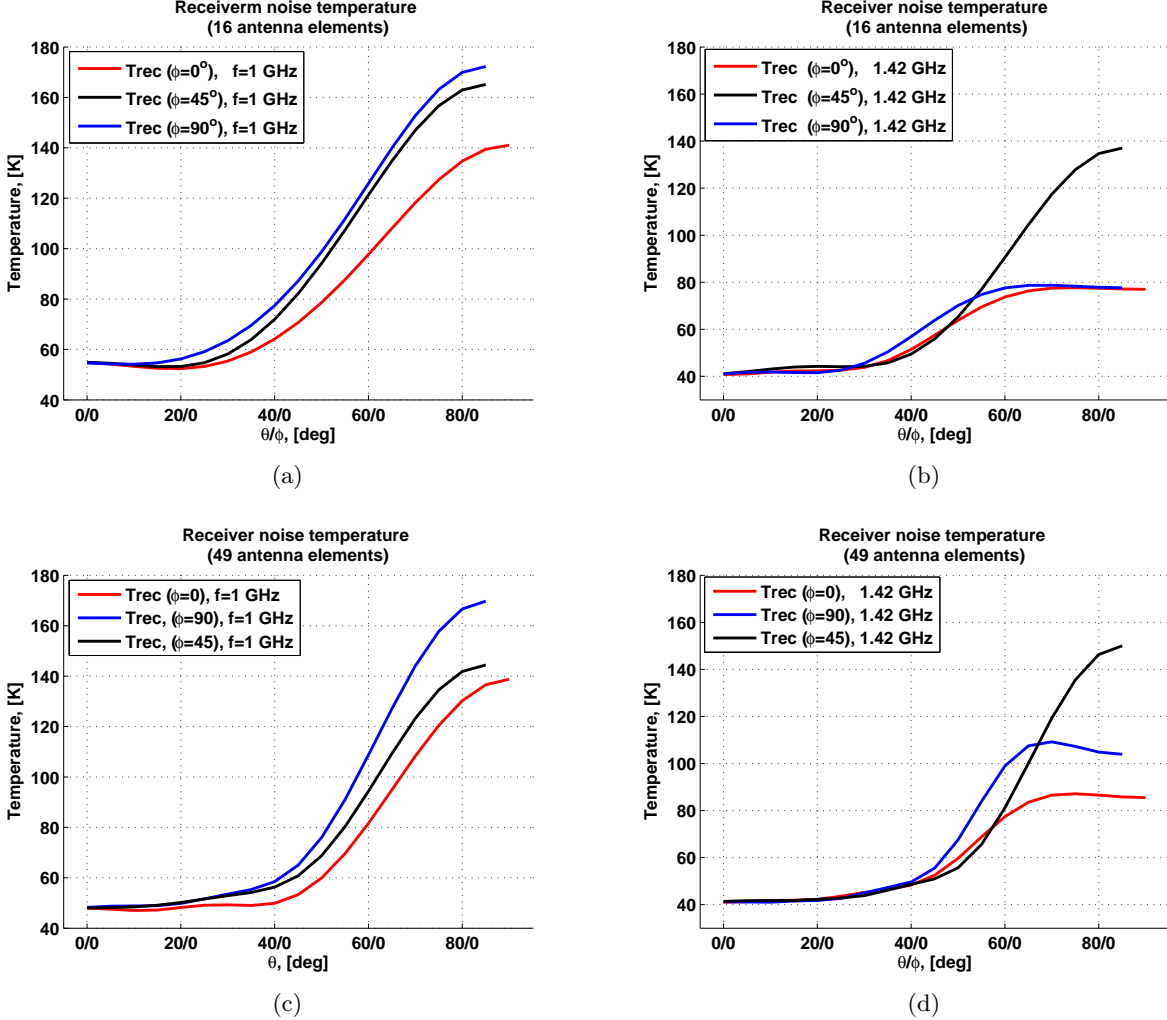 Receiverm noise temperature
(16 antenna elements)
180
160
140
120
100
80
60
40
Temperature, [K]
Trec (ϕ=0°), f=1 GHz
Trec (ϕ=45°), f=1 GHz
Trec (ϕ=90°), f=1 GHz
0/0 20/0 40/0 60/0 80/0
θ/ϕ, [deg]
(a)
Receiver noise temperature
(16 antenna elements)
180
160
140
120
100
80
60
40
Temperature, [K]
Trec (ϕ=0°), 1.42 GHz
Trec (ϕ=45°), 1.42 GHz
Trec (ϕ=90°), 1.42 GHz
0/0 20/0 40/0 60/0 80/0
θ/ϕ, [deg]
(b)
Receiver noise temperature
(49 antenna elements)
180
160
140
120
100
80
60
40
Temperature, [K]
Trec (ϕ=0), f=1 GHz
Trec, (ϕ=90), f=1 GHz
Trec, (ϕ=45), f=1 GHz
0/0 20/0 40/0 60/0 80/0
θ, [deg]
(c)
Receiver noise temperature
(49 antenna elements)
180
160
140
120
100
80
60
40
Temperature, [K]
Trec (ϕ=0), 1.42 GHz
Trec (ϕ=90), 1.42 GHz
Trec (ϕ=45), 1.42 GHz
0/0 20/0 40/0 60/0 80/0
θ/ϕ, [deg]
(d)